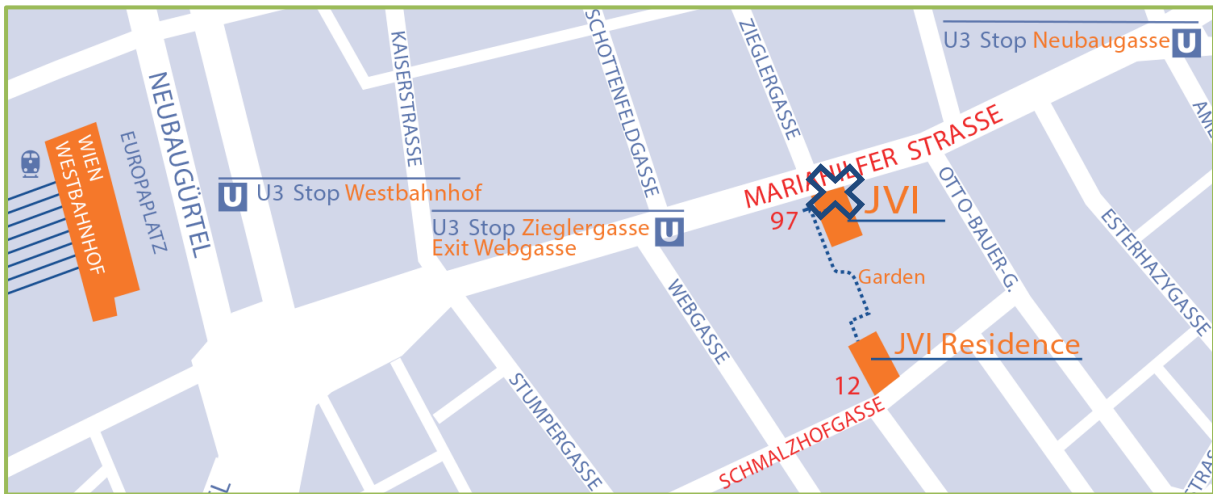 U3 Stop Neubaugasse U
NEUBAUGÜRTEL
KAISERSTRASSE
SCHOTTENFELDGASSE
ZIEGLERGASSE
WIEN
WESTBAHNHOF
EUROPAPLATZ
U U3 Stop Westbahnhof
U3 Stop Zieglergasse U
Exit Webgasse
MARIAHILFER STRASSE
97
JVI
OTTO-BAUER-G.
ESTERHAZYGASSE
Garden
WEBGASSE
STUMPERGASSE
JVI Residence
12
SCHMALZHOFGASSE